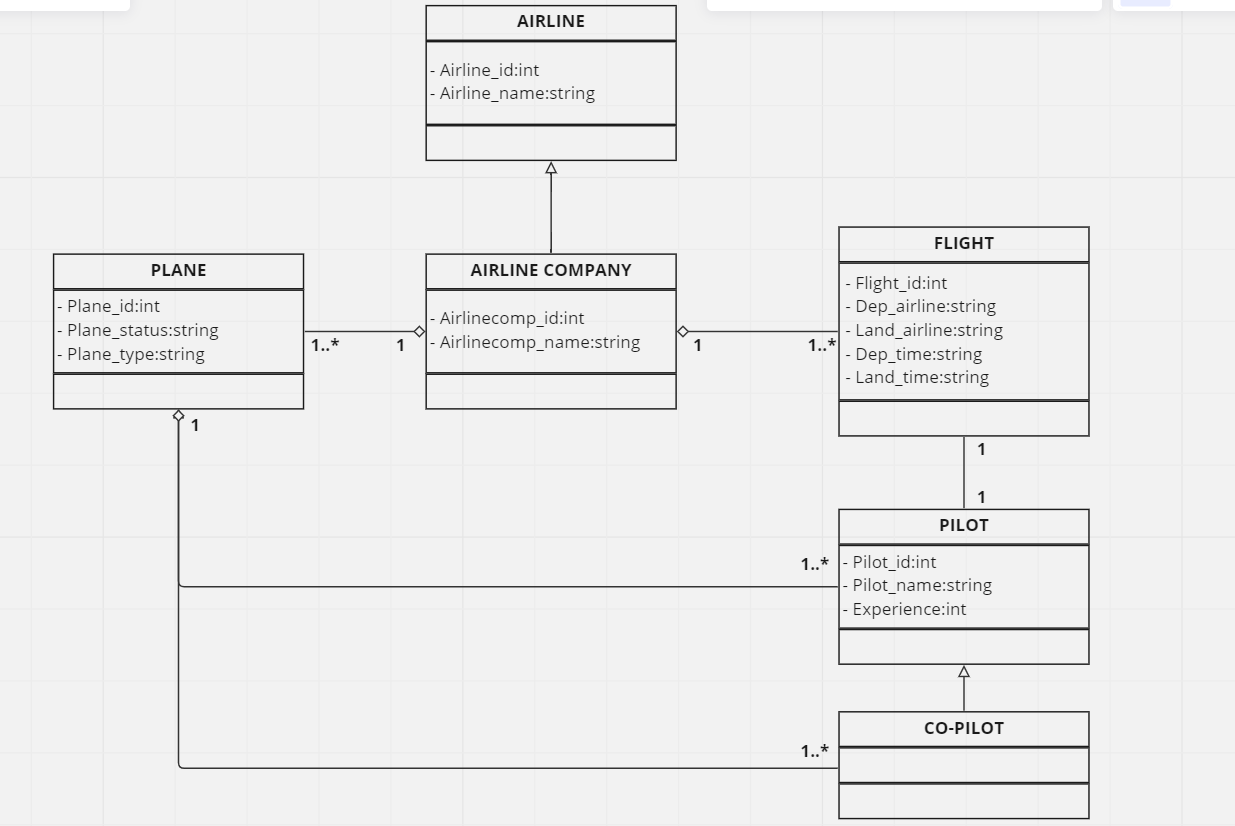 AIRLINE
- Airline_id:int
- Airline_name:string
PLANE
- Plane_id:int
- Plane_status:string
- Plane_type:string
1..*
1
AIRLINE COMPANY
- Airlinecomp_id:int
- Airlinecomp_name:string
1
1..*
FLIGHT
- Flight_id:int
- Dep_airline:string
- Land_airline:string
- Dep_time:string
- Land_time:string
1
1
1
PILOT
1..*
- Pilot_id:int
- Pilot_name:string
- Experience:int
CO-PILOT
1..*